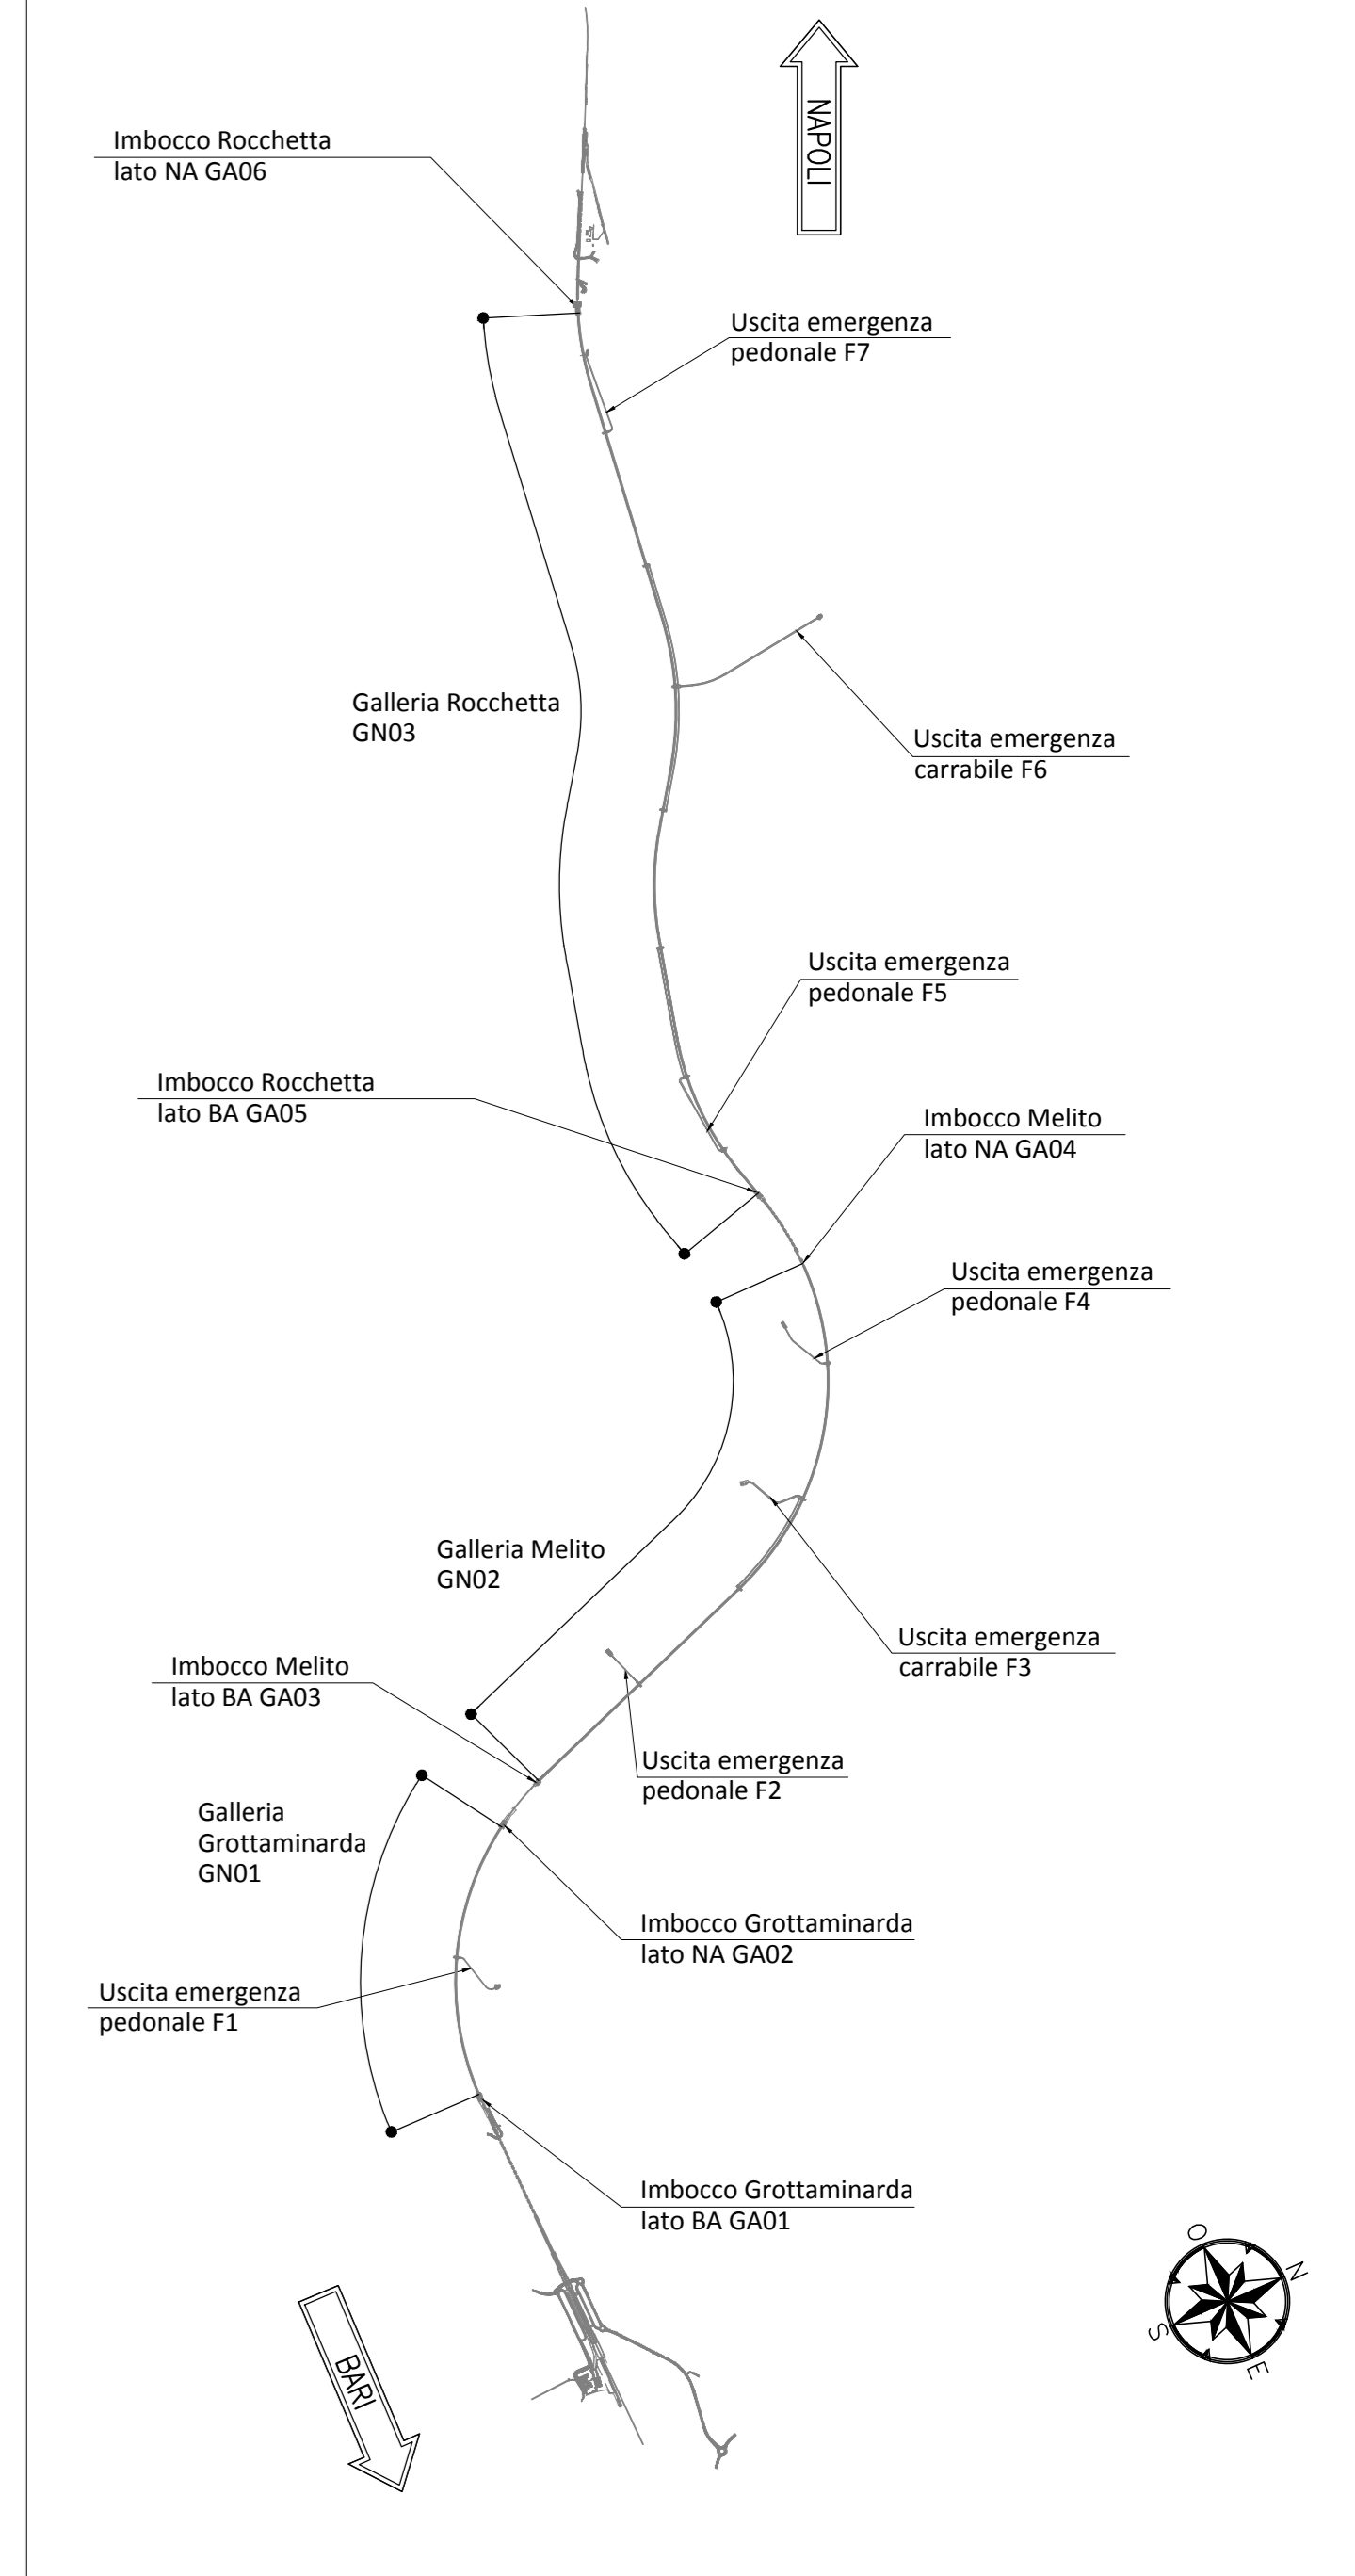 NAPOLI
Imbocco Rocchetta
lato NA GA06
Uscita emergenza
pedonale F7
Galleria Rocchetta
GN03
Uscita emergenza
carrabile F6
Uscita emergenza
pedonale F5
Imbocco Rocchetta
lato BA GA05
Imbocco Melito
lato NA GA04
Uscita emergenza
pedonale F4
Galleria Melito
GN02
Uscita emergenza
carrabile F3
Imbocco Melito
lato BA GA03
Uscita emergenza
pedonale F2
Galleria
Grottaminarda
GN01
Imbocco Grottaminarda
lato NA GA02
Uscita emergenza
pedonale F1
Imbocco Grottaminarda
lato BA GA01
O
N
S
E
BARI